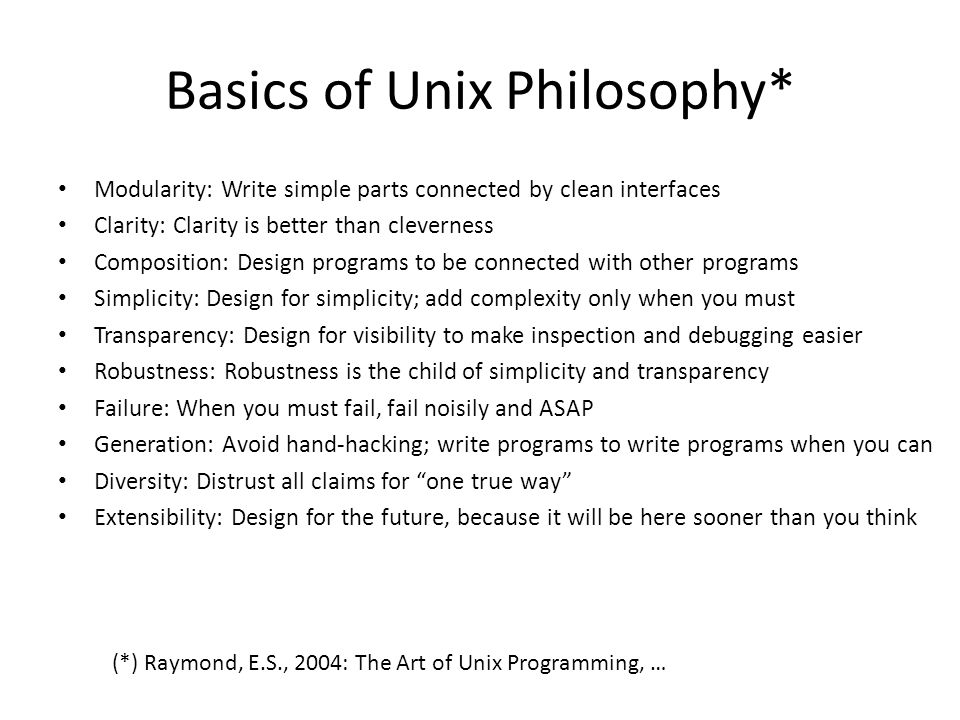 Basics of Unix Philosophy*
• Modularity: Write simple parts connected by clean interfaces
• Clarity: Clarity is better than cleverness
• Composition: Design programs to be connected with other programs
• Simplicity: Design for simplicity; add complexity only when you must
• Transparency: Design for visibility to make inspection and debugging easier
• Robustness: Robustness is the child of simplicity and transparency
• Failure: When you must fail, fail noisily and ASAP
• Generation: Avoid hand-hacking; write programs to write programs when you can
• Diversity: Distrust all claims for “one true way”
• Extensibility: Design for the future, because it will be here sooner than you think
(*) Raymond, E.S., 2004: The Art of Unix Programming, …